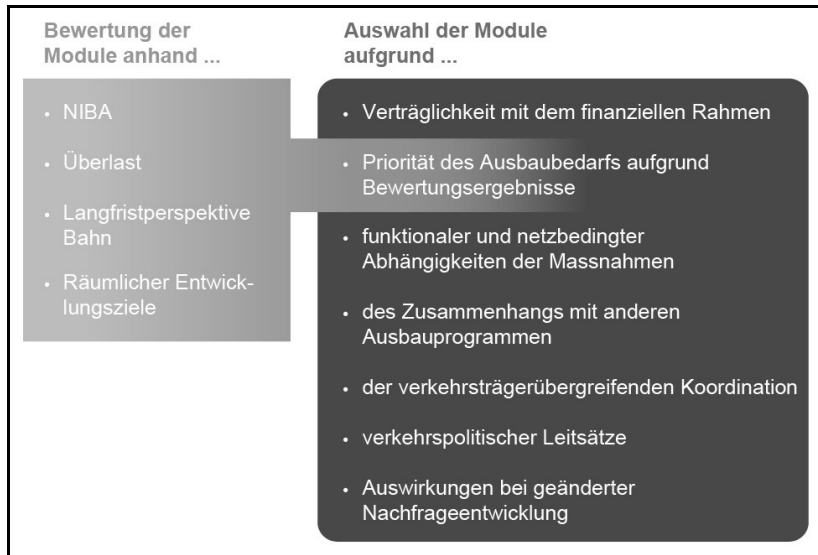 Bewertung der
Module anhand ...
• NIBA
• Überlast
• Langfristperspektive
Bahn
• Räumlicher Entwick-
lungsziele
Auswahl der Module
aufgrund ...
• Verträglichkeit mit dem finanziellen Rahmen
• Priorität des Ausbaubedarfs aufgrund
Bewertungsergebnisse
• funktionaler und netzbedingter
Abhängigkeiten der Massnahmen
• des Zusammenhangs mit anderen
Ausbauprogrammen
• der verkehrsträgerübergreifenden Koordination
• verkehrspolitischer Leitsätze
• Auswirkungen bei geänderter
Nachfrageentwicklung